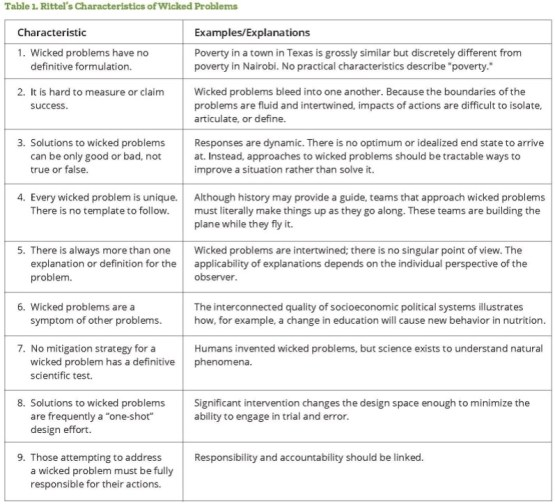 Table 1. Rittel's Characteristics of Wicked Problems
Characteristic
Examples/Explanations
1. Wicked problems have no
definitive formulation.
Poverty in a town in Texas is grossly similar but discretely different from
poverty in Nairobi. No practical characteristics describe "poverty."
2. It is hard to measure or claim
success.
Wicked problems bleed into one another. Because the boundaries of the
problems are fluid and intertwined, impacts of actions are difficult to isolate,
articulate, or define.
3. Solutions to wicked problems
can be only good or bad, not
true or false.
Responses are dynamic. There is no optimum or idealized end state to arrive
at. Instead, approaches to wicked problems should be tractable ways to
improve a situation rather than solve it.
4. Every wicked problem is unique.
There is no template to follow.
Although history may provide a guide, teams that approach wicked problems
must literally make things up as they go along. These teams are building the
plane while they fly it.
5. There is always more than one
explanation or definition for the
problem.
Wicked problems are intertwined; there is no singular point of view. The
applicability of explanations depends on the individual perspective of the
observer.
6. Wicked problems are a
symptom of other problems.
The interconnected quality of socioeconomic political systems illustrates
how, for example, a change in education will cause new behavior in nutrition.
7. No mitigation strategy for a
wicked problem has a definitive
scientific test.
Humans invented wicked problems, but science exists to understand natural
phenomena.
8. Solutions to wicked problems
are frequently a "one-shot"
design effort.
Significant intervention changes the design space enough to minimize the
ability to engage in trial and error.
9. Those attempting to address
a wicked problem must be fully
responsible for their actions.
Responsibility and accountability should be linked.